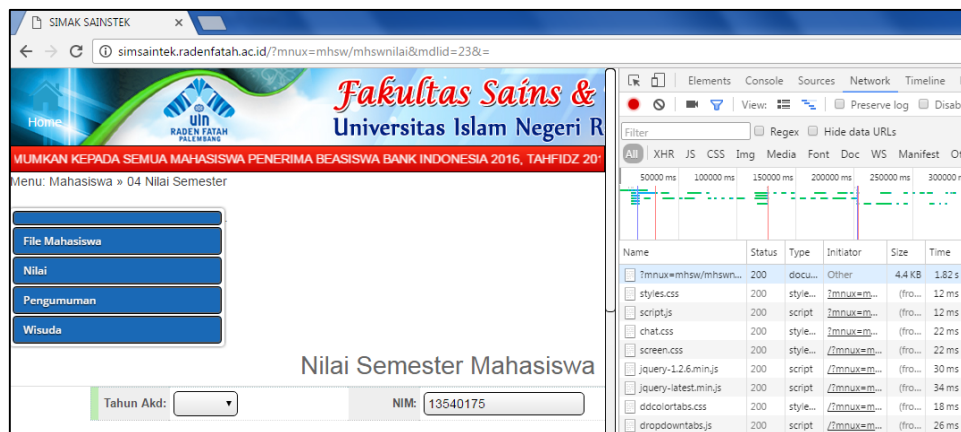 SIMAK SAINSTEK
simsaintek.radenfatah.ac.id/?mnux=mhsw/mhswnilai&mdlid=23&=
Home
uin
RADEN FATAH
PALEMBANG
Fakultas Sains &
Universitas Islam Negeri R
MUMKAN KEPADA SEMUA MAHASISWA PENERIMA BEASISWA BANK INDONESIA 2016, TAHFIDZ 20
Menu: Mahasiswa » 04 Nilai Semester
File Mahasiswa
Nilai
Pengumuman
Wisuda
Nilai Semester Mahasiswa
Tahun Akd: NIM: 13540175
Elements Console Sources Network Timeline
View: Preserve log Disab
Filter Regex Hide data URLs
All XHR JS CSS Img Media Font Doc WS Manifest Ot
50000 ms 100000 ms 150000 ms 200000 ms 250000 ms 300000 m
Name Status Type Initiator Size Time
?mnux=mhsw/mhswn... 200 docu... Other 4.4 KB 1.82 s
styles.css 200 style... ?mnux=m... (fro... 12 ms
script.js 200 script ?mnux=m... (fro... 12 ms
chat.css 200 style... ?mnux=m... (fro... 22 ms
screen.css 200 style... /?mnux=m... (fro... 22 ms
jquery-1.2.6.min.js 200 script /?mnux=m... (fro... 30 ms
jquery-latest.min.js 200 script /?mnux=m... (fro... 34 ms
ddcolortabs.css 200 style... /?mnux=m... (fro... 18 ms
dropdowntabs.js 200 script /?mnux=m... (fro... 26 ms